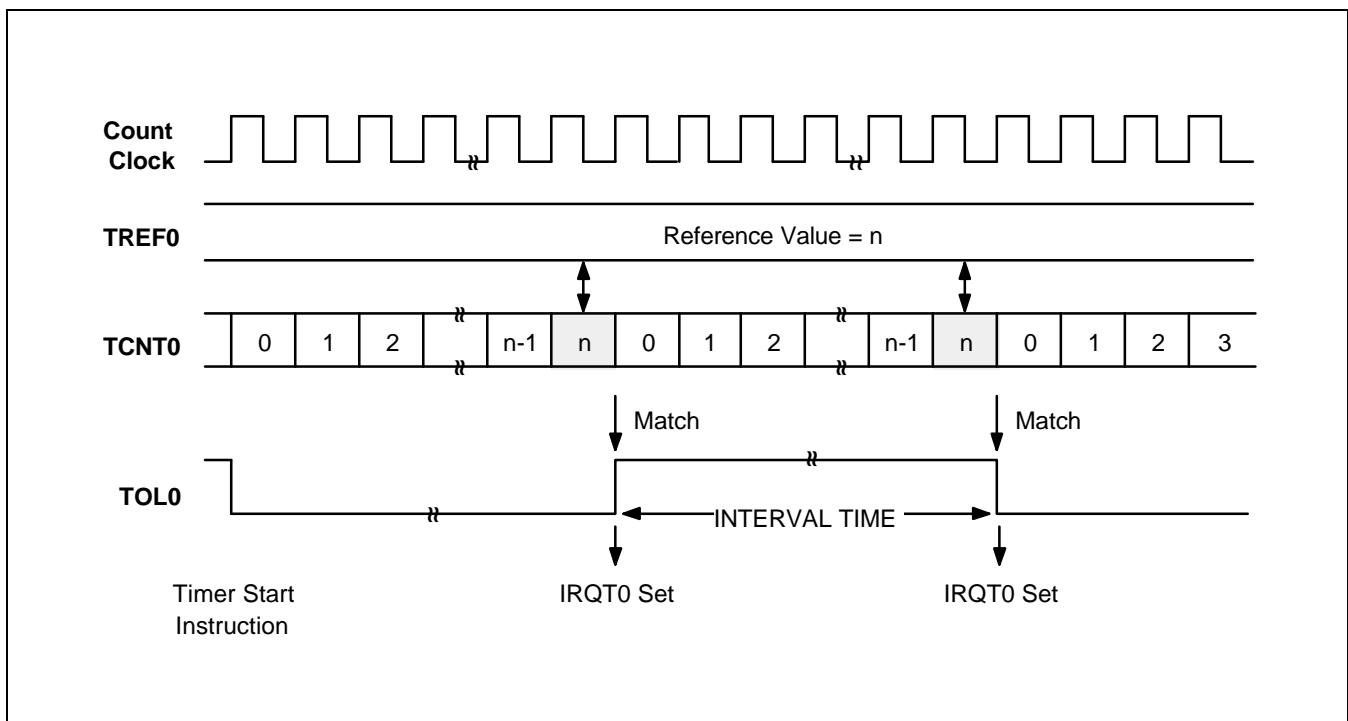 Count
Clock
TREF0
Reference Value = n
TCNT0
0 1 2 n-1 n 0 1 2 n-1 n 0 1 2 3
Match Match
TOL0
INTERVAL TIME
Timer Start
Instruction
IRQT0 Set IRQT0 Set